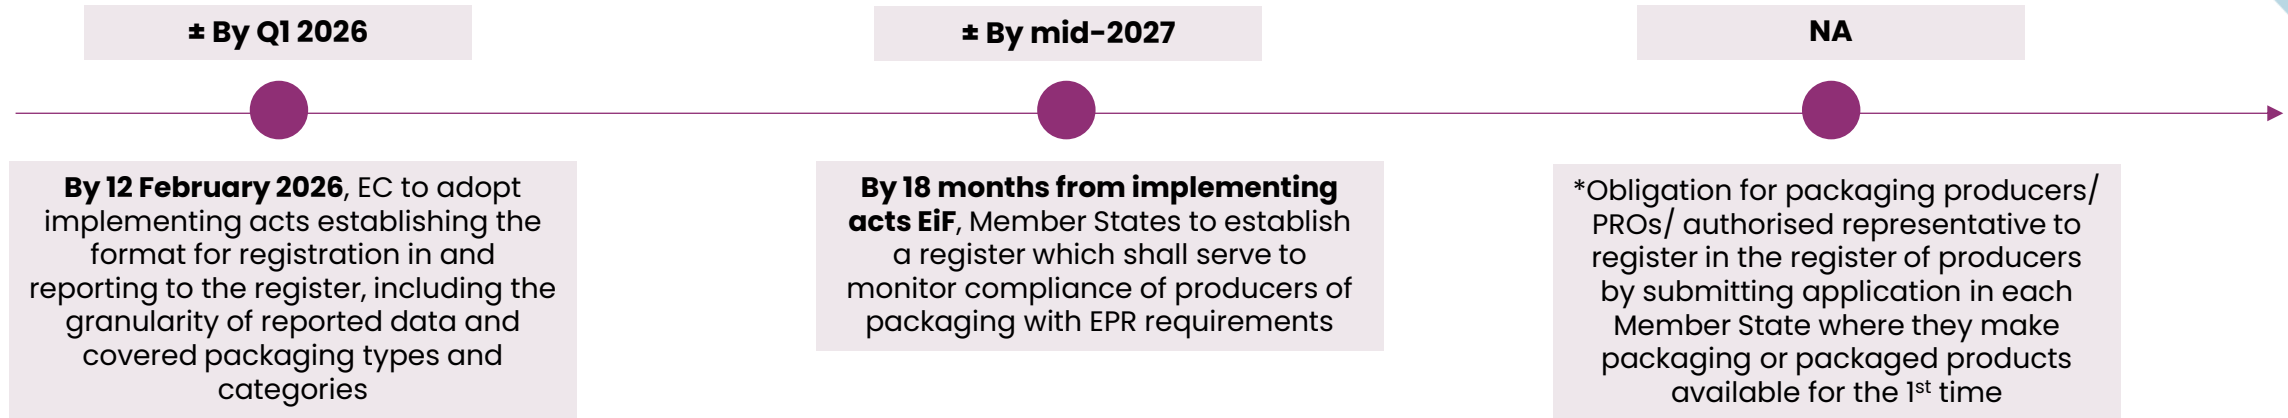 ± By Q1 2026
By 12 February 2026, EC to adopt
implementing acts establishing the
format for registration in and
reporting to the register, including the
granularity of reported data and
covered packaging types and
categories
± By mid-2027
By 18 months from implementing
acts EiF, Member States to establish
a register which shall serve to
monitor compliance of producers of
packaging with EPR requirements
NA
*Obligation for packaging producers/
PROs/ authorised representative to
register in the register of producers
by submitting application in each
Member State where they make
packaging or packaged products
available for the 1st time